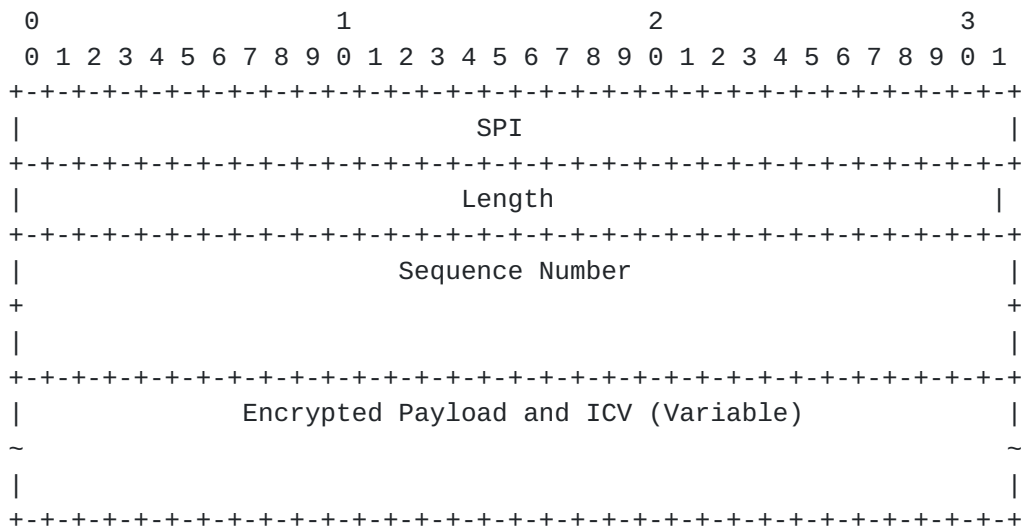 0                   1                   2                   3
 0 1 2 3 4 5 6 7 8 9 0 1 2 3 4 5 6 7 8 9 0 1 2 3 4 5 6 7 8 9 0 1
+-+-+-+-+-+-+-+-+-+-+-+-+-+-+-+-+-+-+-+-+-+-+-+-+-+-+-+-+-+-+-+-+
|                             SPI                               |
+-+-+-+-+-+-+-+-+-+-+-+-+-+-+-+-+-+-+-+-+-+-+-+-+-+-+-+-+-+-+-+-+
|                            Length                            |
+-+-+-+-+-+-+-+-+-+-+-+-+-+-+-+-+-+-+-+-+-+-+-+-+-+-+-+-+-+-+-+-+
|                        Sequence Number                        |
+                                                               +
|                                                               |
+-+-+-+-+-+-+-+-+-+-+-+-+-+-+-+-+-+-+-+-+-+-+-+-+-+-+-+-+-+-+-+-+
|              Encrypted Payload and ICV (Variable)             |
~                                                               ~
|                                                               |
+-+-+-+-+-+-+-+-+-+-+-+-+-+-+-+-+-+-+-+-+-+-+-+-+-+-+-+-+-+-+-+-+